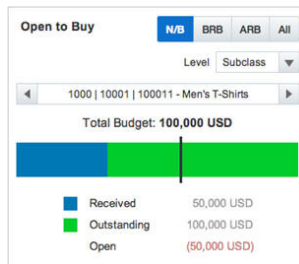 Open to Buy N/B BRB ARB All
Level Subclass
1000 | 10001 | 100011 - Men's T-Shirts
Total Budget: 100,000 USD
Received 50,000 USD
Outstanding 100,000 USD
Open (50,000 USD)